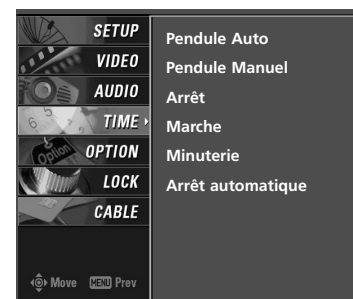 SETUP
VIDEO
AUDIO
TIME
OPTION
LOCK
CABLE
Move MENU Prev
Pendule Auto
Pendule Manuel
Arrêt
Marche
Minuterie
Arrêt automatique
Option